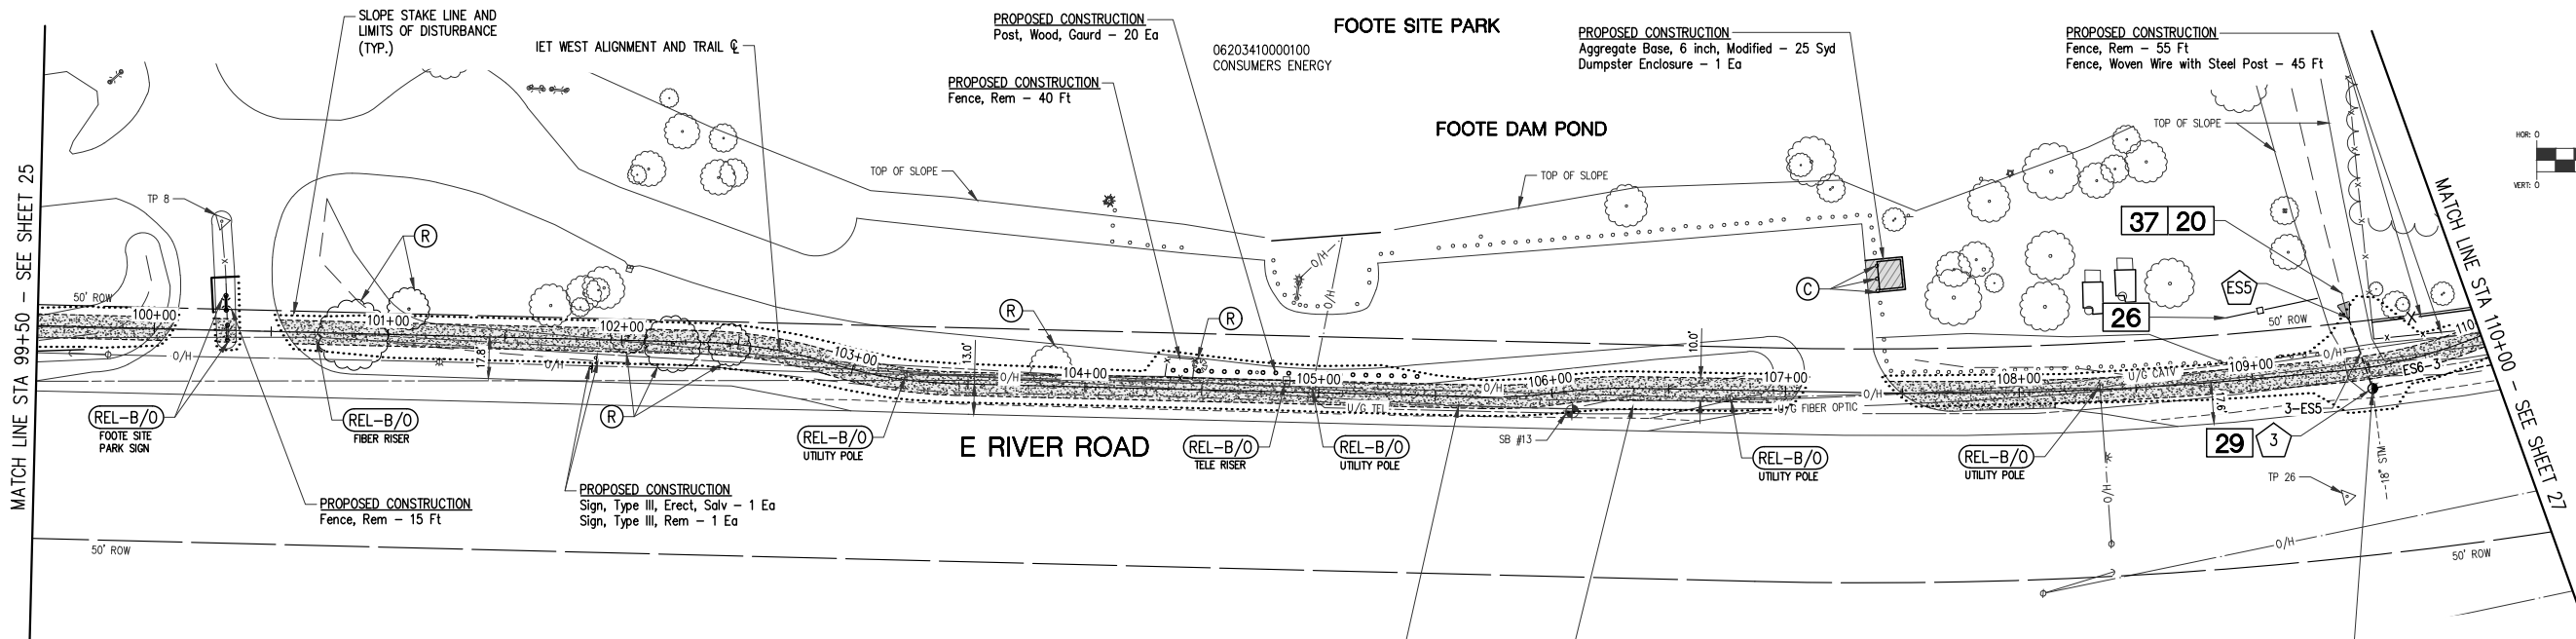 SLOPE STAKE LINE AND
LIMITS OF DISTURBANCE
(TYP.)
IET WEST ALIGNMENT AND TRAIL ℄
PROPOSED CONSTRUCTION
Post, Wood, Gaurd – 20 Ea
PROPOSED CONSTRUCTION
Fence, Rem – 40 Ft
06203410000100
CONSUMERS ENERGY
FOOTE SITE PARK
FOOTE DAM POND
PROPOSED CONSTRUCTION
Aggregate Base, 6 inch, Modified – 25 Syd
Dumpster Enclosure – 1 Ea
PROPOSED CONSTRUCTION
Fence, Rem – 55 Ft
Fence, Woven Wire with Steel Post – 45 Ft
HOR: 0
VERT: 0
MATCH LINE STA 99+50 – SEE SHEET 25
MATCH LINE STA 110+00 – SEE SHEET 27
TP 8
TOP OF SLOPE
TOP OF SLOPE
TOP OF SLOPE
O/H
O/H
37 20
26
ES5
C
R
R
R
R
50' ROW
50' ROW
100+00
101+00
102+00
103+00
104+00
105+00
106+00
107+00
108+00
109+00
110
O/H
O/H
O/H
O/H
O/H
O/H
17.8'
13.0'
10.0'
17.6'
U/G TEL
U/G FIBER OPTIC
U/G CATV
ES6-3
3-ES5
29 3
18" STM
SB #13
REL-B/O
FOOTE SITE
PARK SIGN
REL-B/O
FIBER RISER
REL-B/O
UTILITY POLE
E RIVER ROAD
REL-B/O
TELE RISER
REL-B/O
UTILITY POLE
REL-B/O
UTILITY POLE
REL-B/O
UTILITY POLE
TP 26
O/H
O/H
PROPOSED CONSTRUCTION
Fence, Rem – 15 Ft
PROPOSED CONSTRUCTION
Sign, Type III, Erect, Salv – 1 Ea
Sign, Type III, Rem – 1 Ea
50' ROW
50' ROW